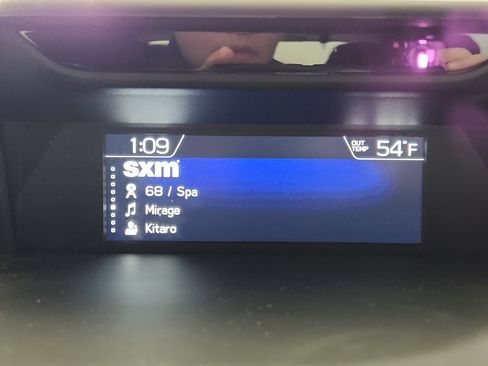 1:09
OUT TEMP 54°F
sxm
68 / Spa
Mirage
Kitaro